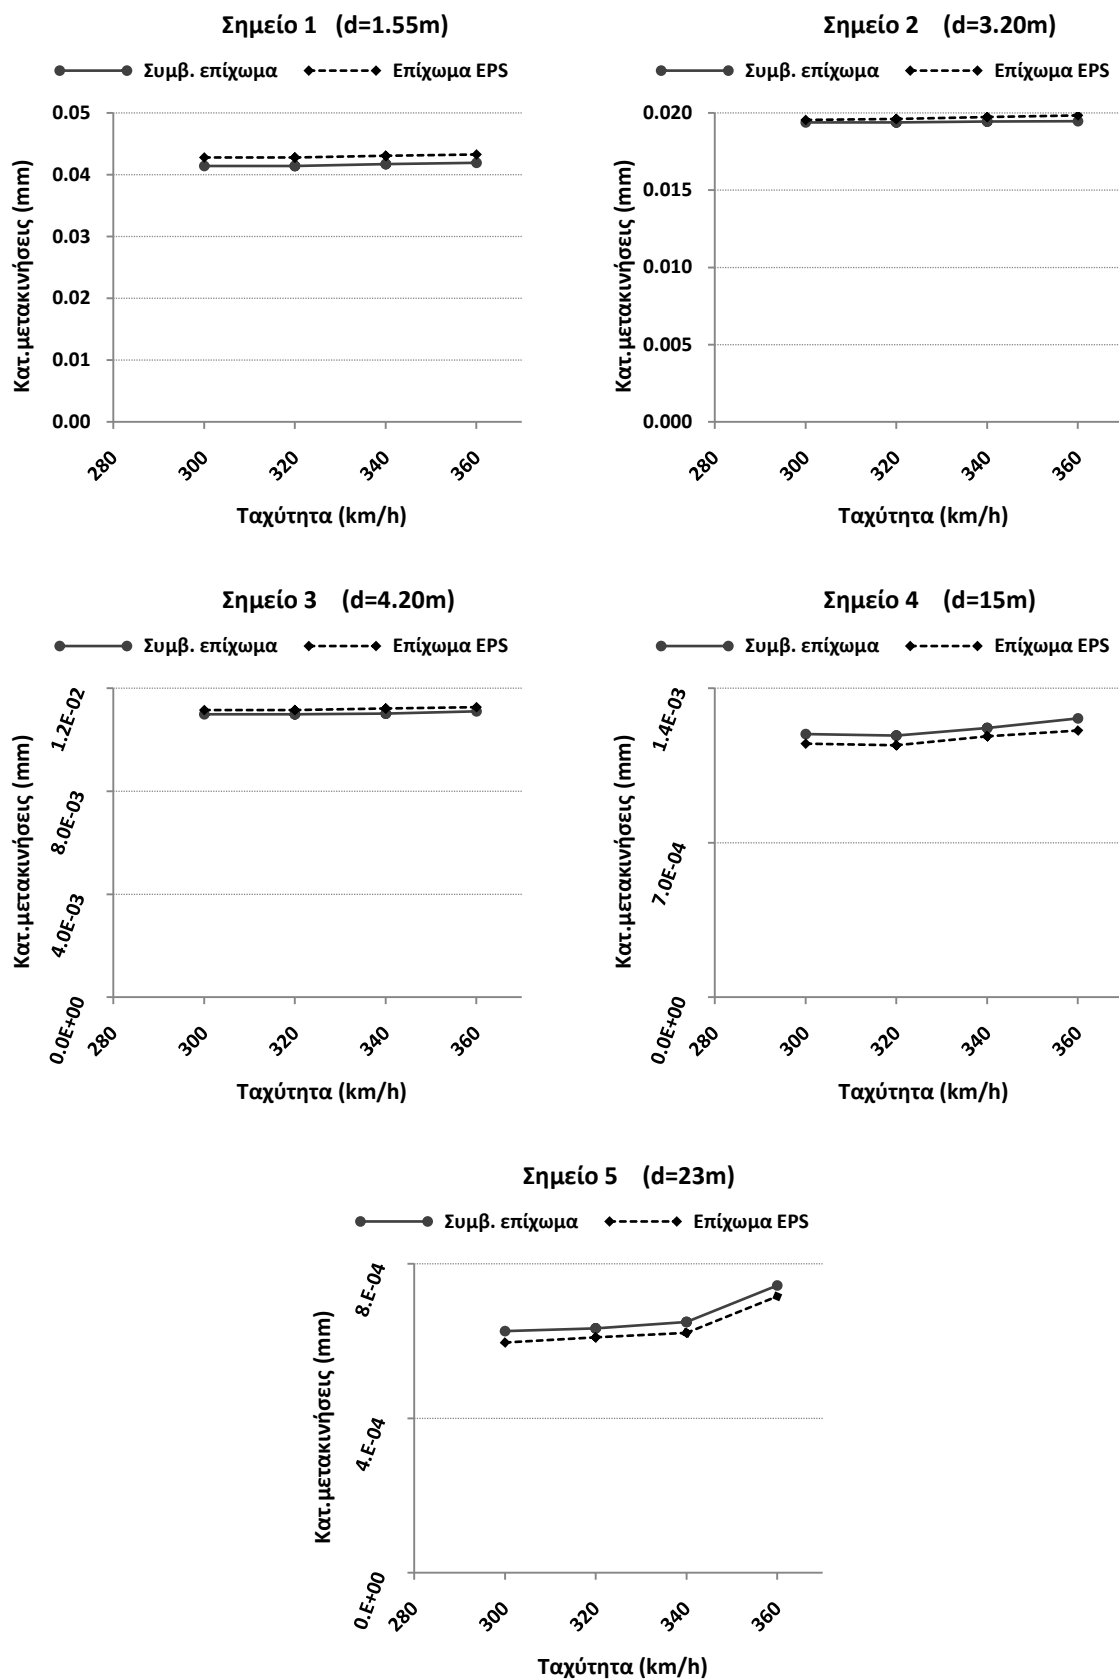 Σημείο 1 (d=1.55m)
Συμβ. επίχωμα Επίχωμα EPS
Κατ.μετακινήσεις (mm)
0.05
0.04
0.03
0.02
0.01
0.00
280 300 320 340 360
Ταχύτητα (km/h)
Σημείο 2 (d=3.20m)
Συμβ. επίχωμα Επίχωμα EPS
Κατ.μετακινήσεις (mm)
0.020
0.015
0.010
0.005
0.000
280 300 320 340 360
Ταχύτητα (km/h)
Σημείο 3 (d=4.20m)
Συμβ. επίχωμα Επίχωμα EPS
Κατ.μετακινήσεις (mm)
1.2E-02
8.0E-03
4.0E-03
0.0E+00
280 300 320 340 360
Ταχύτητα (km/h)
Σημείο 4 (d=15m)
Συμβ. επίχωμα Επίχωμα EPS
Κατ.μετακινήσεις (mm)
1.4E-03
7.0E-04
0.0E+00
280 300 320 340 360
Ταχύτητα (km/h)
Σημείο 5 (d=23m)
Συμβ. επίχωμα Επίχωμα EPS
Κατ.μετακινήσεις (mm)
8.E-04
4.E-04
0.E+00
280 300 320 340 360
Ταχύτητα (km/h)